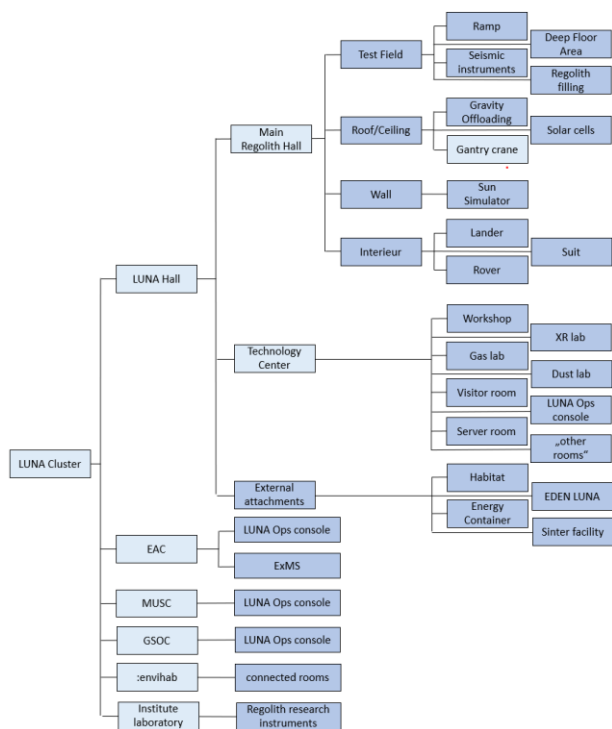 Ramp
Deep Floor
Area
Test Field
Seismic
instruments
Regolith
filling
Main
Regolith Hall
Roof/Ceiling
Gravity
Offloading
Solar cells
Gantry crane
Wall
Sun
Simulator
Interieur
Lander
Suit
Rover
LUNA Hall
Technology
Center
Workshop
XR lab
Gas lab
Dust lab
Visitor room
LUNA Ops
console
Server room
„other
rooms“
LUNA Cluster
External
attachments
Habitat
EDEN LUNA
Energy
Container
Sinter facility
EAC
LUNA Ops console
ExMS
MUSC
LUNA Ops console
GSOC
LUNA Ops console
:envihab
connected rooms
Institute
laboratory
Regolith research
instruments